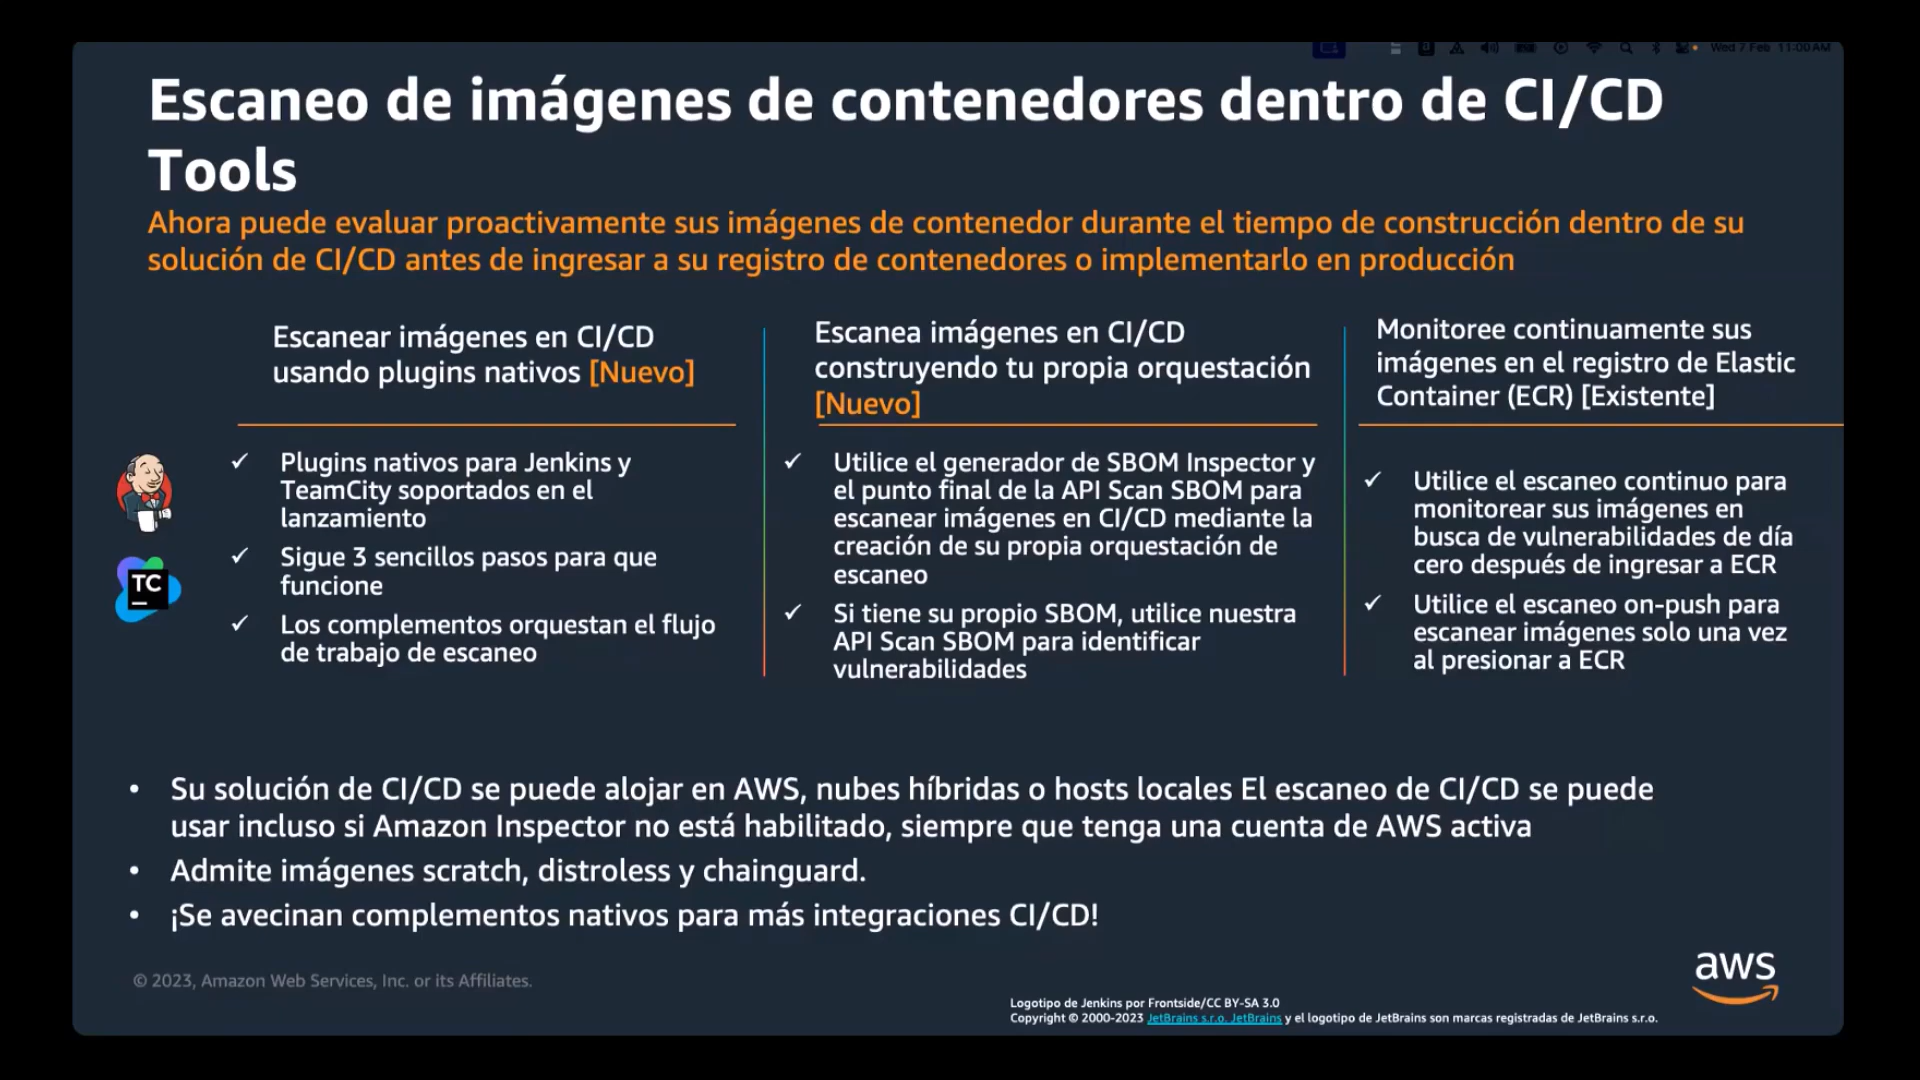 Wed 7 Feb 11:00 AM
Escaneo de imágenes de contenedores dentro de CI/CD
Tools
Ahora puede evaluar proactivamente sus imágenes de contenedor durante el tiempo de construcción dentro de su
solución de CI/CD antes de ingresar a su registro de contenedores o implementarlo en producción
Escanear imágenes en CI/CD
usando plugins nativos [Nuevo]
✓ Plugins nativos para Jenkins y
TeamCity soportados en el
lanzamiento
✓ Sigue 3 sencillos pasos para que
funcione
✓ Los complementos orquestan el flujo
de trabajo de escaneo
TC
Escanea imágenes en CI/CD
construyendo tu propia orquestación
[Nuevo]
✓ Utilice el generador de SBOM Inspector y
el punto final de la API Scan SBOM para
escanear imágenes en CI/CD mediante la
creación de su propia orquestación de
escaneo
✓ Si tiene su propio SBOM, utilice nuestra
API Scan SBOM para identificar
vulnerabilidades
Monitoree continuamente sus
imágenes en el registro de Elastic
Container (ECR) [Existente]
✓ Utilice el escaneo continuo para
monitorear sus imágenes en
busca de vulnerabilidades de día
cero después de ingresar a ECR
✓ Utilice el escaneo on-push para
escanear imágenes solo una vez
al presionar a ECR
• Su solución de CI/CD se puede alojar en AWS, nubes híbridas o hosts locales El escaneo de CI/CD se puede
usar incluso si Amazon Inspector no está habilitado, siempre que tenga una cuenta de AWS activa
• Admite imágenes scratch, distroless y chainguard.
• ¡Se avecinan complementos nativos para más integraciones CI/CD!
© 2023, Amazon Web Services, Inc. or its Affiliates.
aws
Logotipo de Jenkins por Frontside/CC BY-SA 3.0
Copyright © 2000-2023 JetBrains s.r.o. JetBrains y el logotipo de JetBrains son marcas registradas de JetBrains s.r.o.